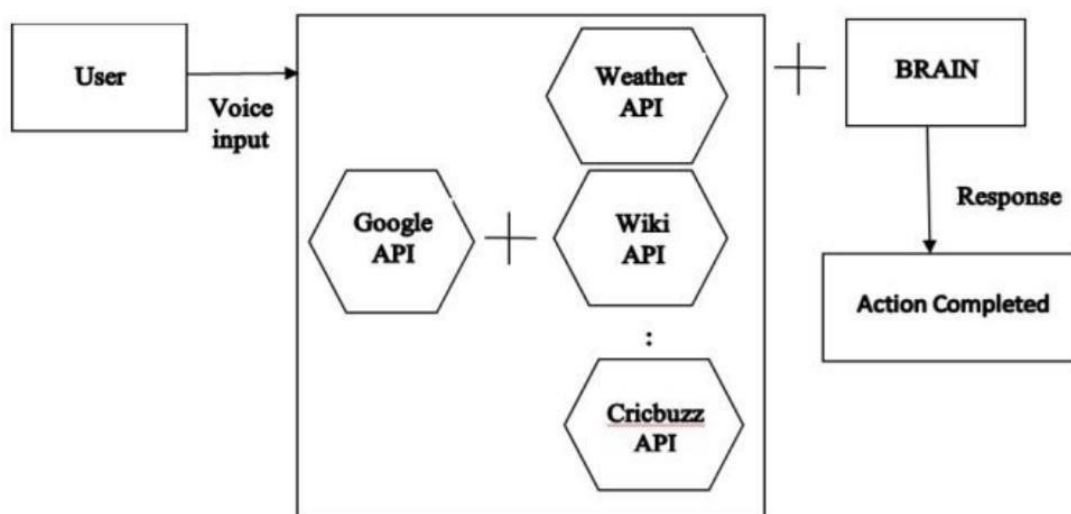 User
Voice
input
Weather
API
Google
API
+
Wiki
API
:
Cricbuzz
API
+
BRAIN
Response
Action Completed